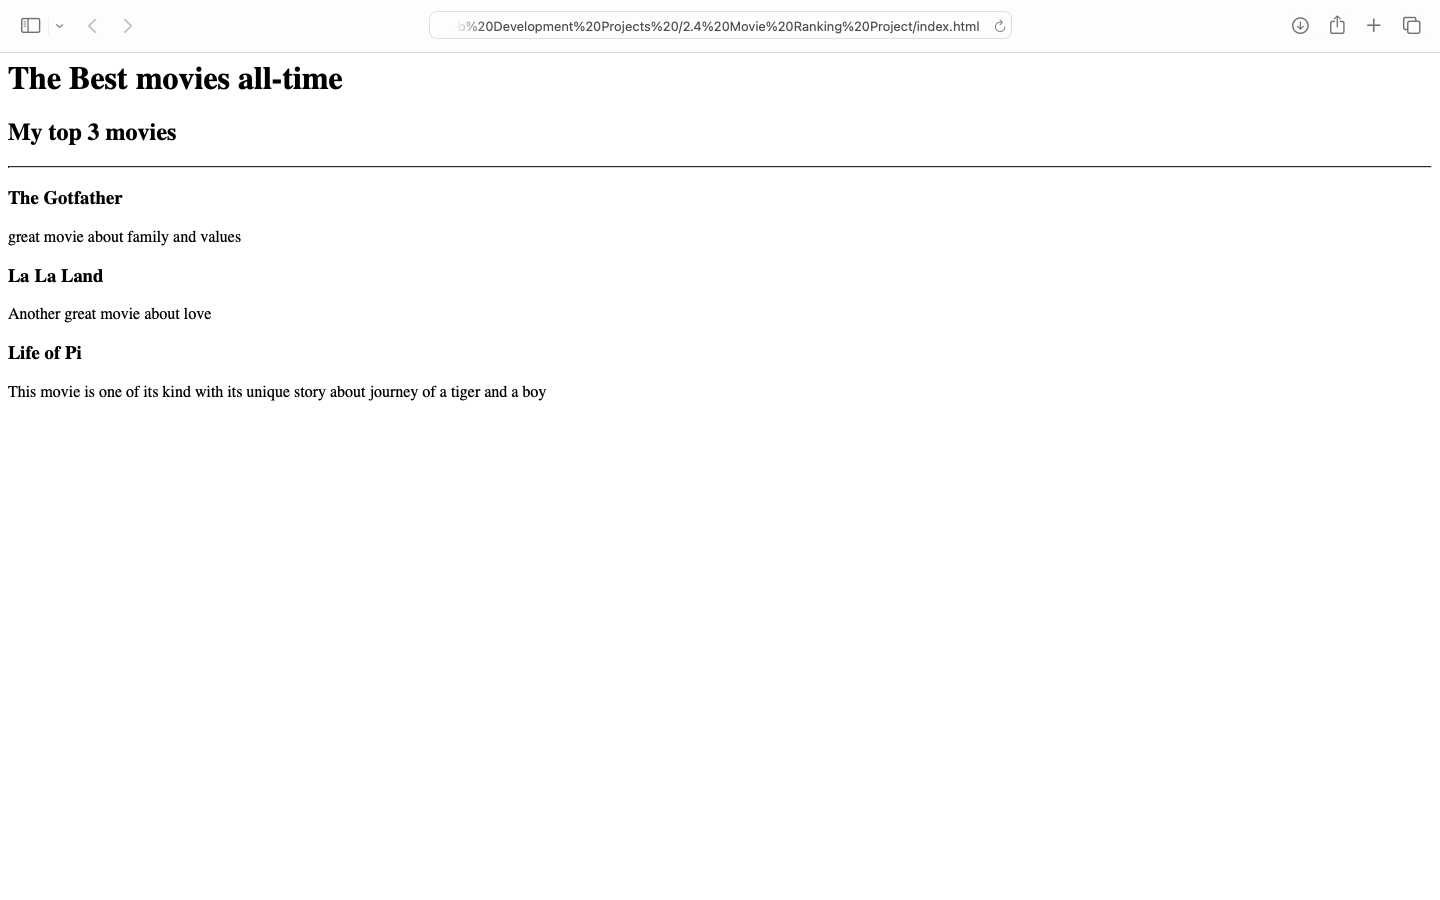 b%20Development%20Projects%20/2.4%20Movie%20Ranking%20Project/index.html
The Best movies all-time
My top 3 movies
The Gotfather
great movie about family and values
La La Land
Another great movie about love
Life of Pi
This movie is one of its kind with its unique story about journey of a tiger and a boy